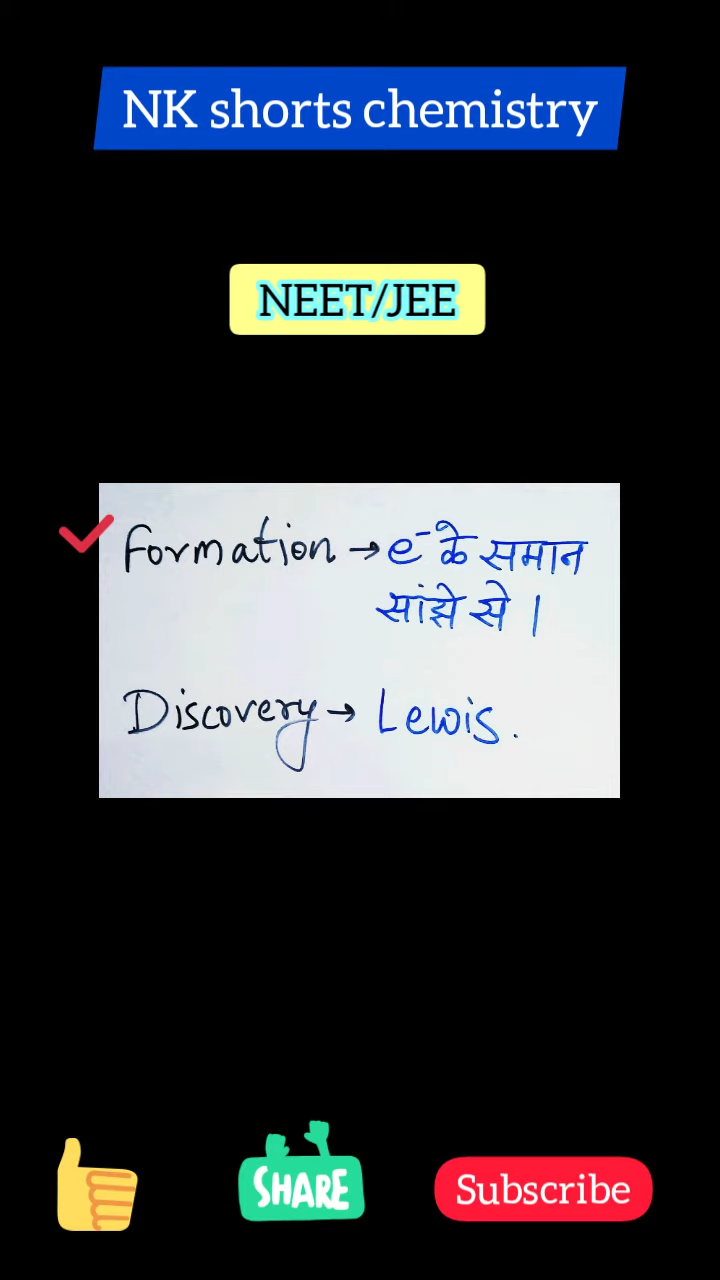 NK shorts chemistry
NEET/JEE
Formation → e⁻ के समान
सांझे से ।
Discovery → Lewis.
SHARE
Subscribe